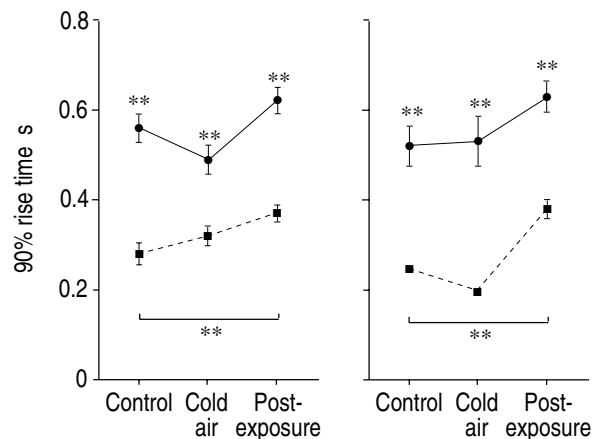 0.8
0.6
0.4
0.2
0
90% rise time s
**
**
**
**
**
**
**
**
Control
Cold
air
Post-
exposure
Control
Cold
air
Post-
exposure